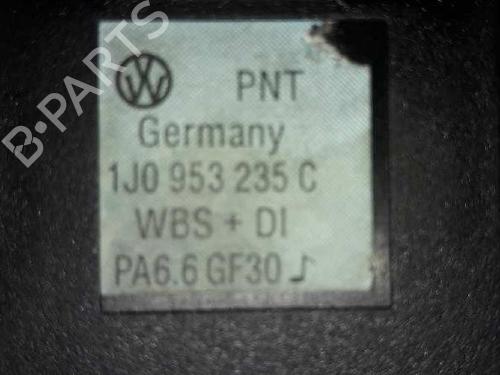 B-PARTS
PNT
Germany
1J0 953 235 C
WBS + DI
PA6.6 GF30